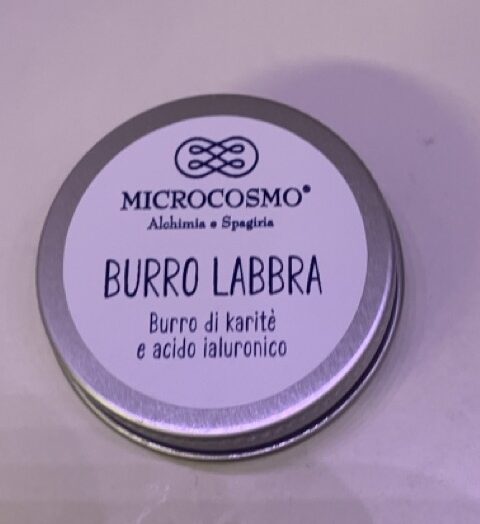 MICROCOSMO®
Alchimia e Spagiria
BURRO LABBRA
Burro di karitè
e acido ialuronico